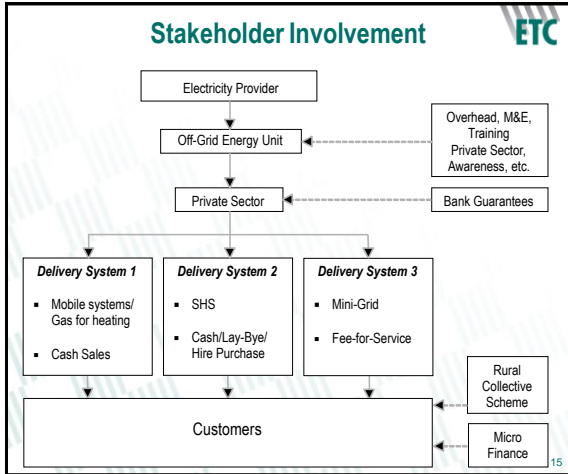 Stakeholder Involvement
ETC
Electricity Provider
Off-Grid Energy Unit
Overhead, M&E,
Training
Private Sector,
Awareness, etc.
Private Sector
Bank Guarantees
Delivery System 1
▪ Mobile systems/
Gas for heating
▪ Cash Sales
Delivery System 2
▪ SHS
▪ Cash/Lay-Bye/
Hire Purchase
Delivery System 3
▪ Mini-Grid
▪ Fee-for-Service
Rural
Collective
Scheme
Customers
Micro
Finance
15